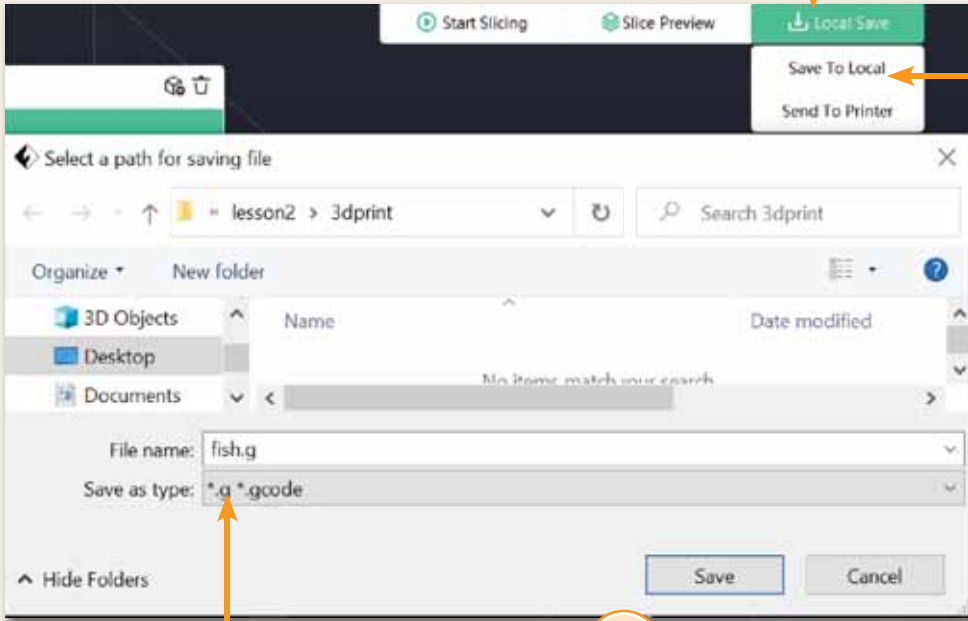 Start Slicing Slice Preview Local Save
Save To Local
Send To Printer
Select a path for saving file
« lesson2 > 3dprint Search 3dprint
Organize New folder
3D Objects Name Date modified
Desktop
No items match your search.
Documents
File name: fish.g
Save as type: *.g *.gcode
Hide Folders Save Cancel